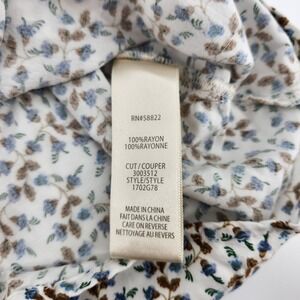 RN#58822
100%RAYON
100%RAYONNE
CUT / COUPER
3003512
STYLE/STYLE
1702G78
MADE IN CHINA
FAIT DANS LA CHINE
CARE ON REVERSE
NETTOYAGE AU REVERS